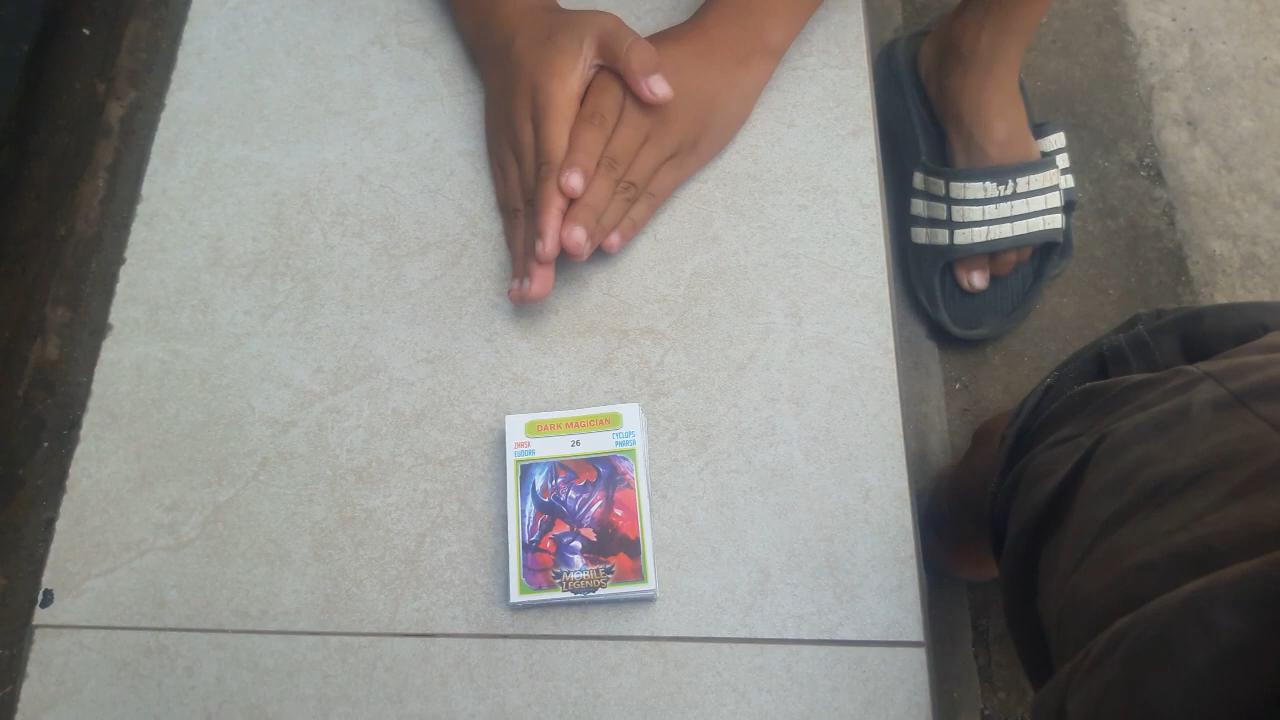 DARK MAGICIAN
ZHASK 26 CYCLOPS
EUDORA PHARSA
MOBILE
LEGENDS